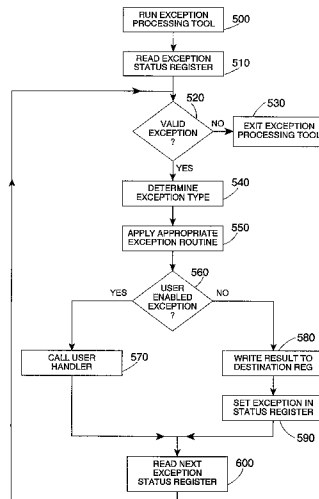 RUN EXCEPTION
PROCESSING TOOL
500
READ EXCEPTION
STATUS REGISTER
510
520
VALID
EXCEPTION
?
NO
530
EXIT EXCEPTION
PROCESSING TOOL
YES
DETERMINE
EXCEPTION TYPE
540
APPLY APPROPRIATE
EXCEPTION ROUTINE
550
560
USER
ENABLED
EXCEPTION
?
YES
NO
CALL USER
HANDLER
570
580
WRITE RESULT TO
DESTINATION REG
SET EXCEPTION IN
STATUS REGISTER
590
READ NEXT
EXCEPTION
STATUS REGISTER
600